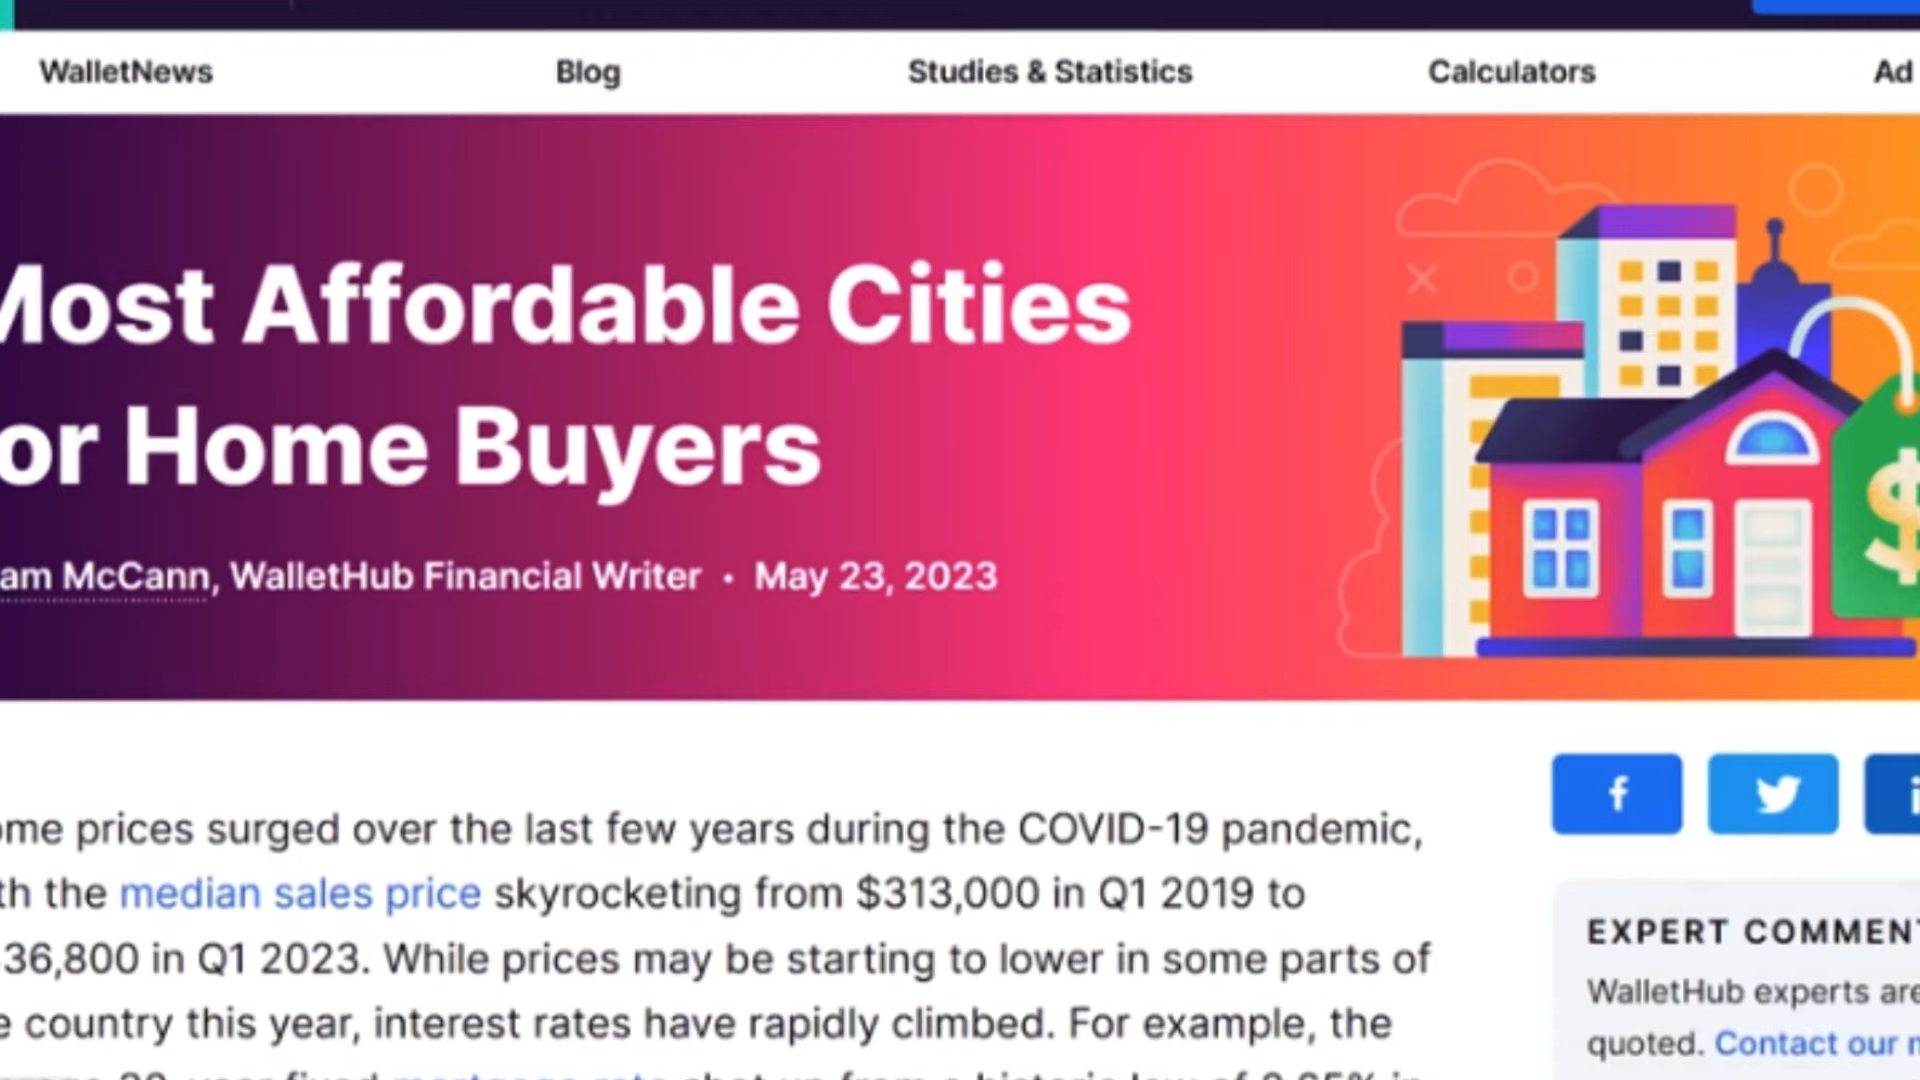 WalletNews Blog Studies & Statistics Calculators Ad
Most Affordable Cities
or Home Buyers
am McCann, WalletHub Financial Writer • May 23, 2023
ome prices surged over the last few years during the COVID-19 pandemic,
th the median sales price skyrocketing from $313,000 in Q1 2019 to
36,800 in Q1 2023. While prices may be starting to lower in some parts of
e country this year, interest rates have rapidly climbed. For example, the
EXPERT COMMENT
WalletHub experts are
quoted. Contact our